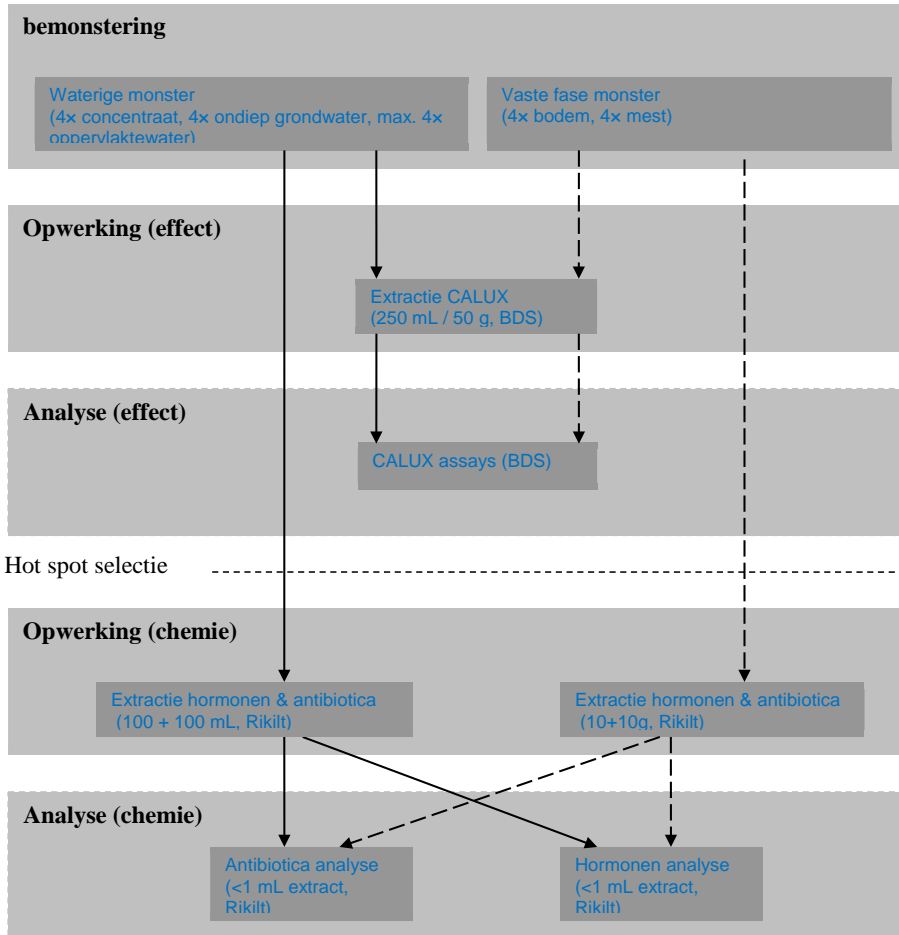 bemonstering
Waterige monster
(4× concentraat, 4× ondiep grondwater, max. 4×
oppervlaktewater)
Vaste fase monster
(4× bodem, 4× mest)
Opwerking (effect)
Extractie CALUX
(250 mL / 50 g, BDS)
Analyse (effect)
CALUX assays (BDS)
Hot spot selectie
Opwerking (chemie)
Extractie hormonen & antibiotica
(100 + 100 mL, Rikilt)
Extractie hormonen & antibiotica
(10+10g, Rikilt)
Analyse (chemie)
Antibiotica analyse
(<1 mL extract,
Rikilt)
Hormonen analyse
(<1 mL extract,
Rikilt)